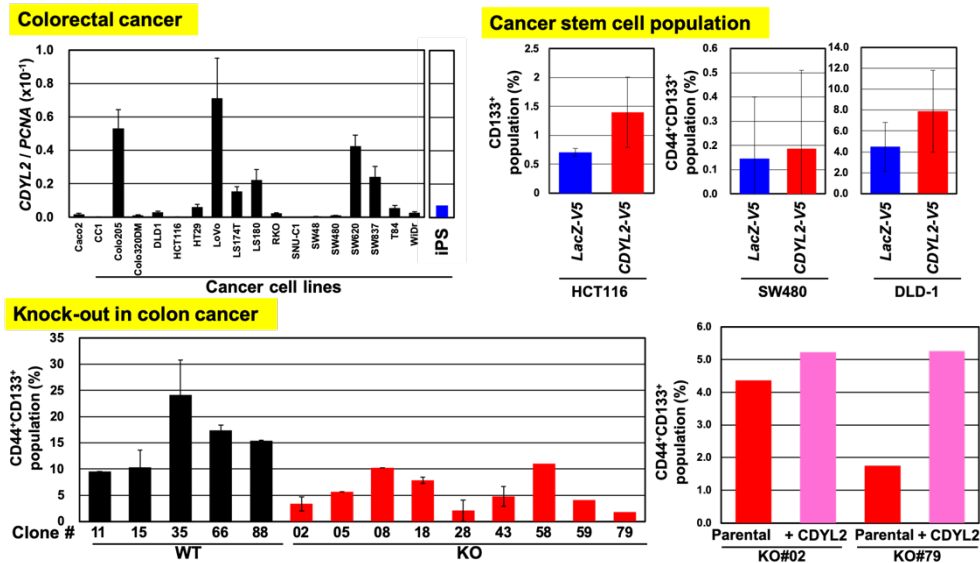 Colorectal cancer
CDYL2 / PCNA (x10-1)
1.0
0.8
0.6
0.4
0.2
0.0
Caco2
CC1
Colo205
Colo320DM
DLD1
HCT116
HT29
LoVo
LS174T
LS180
RKO
SNU-C1
SW48
SW480
SW620
SW837
T84
WiDr
iPS
Cancer cell lines
Cancer stem cell population
CD133+
population (%)
2.5
2.0
1.5
1.0
0.5
0
LacZ-V5
CDYL2-V5
HCT116
CD44+CD133+
population (%)
0.6
0.5
0.4
0.3
0.2
0.1
0.0
LacZ-V5
CDYL2-V5
SW480
14.0
12.0
10.0
8.0
6.0
4.0
2.0
0.0
LacZ-V5
CDYL2-V5
DLD-1
Knock-out in colon cancer
CD44+CD133+
population (%)
35
30
25
20
15
10
5
0
Clone # 11 15 35 66 88 02 05 08 18 28 43 58 59 79
WT KO
CD44+CD133+
population (%)
6.0
5.0
4.0
3.0
2.0
1.0
0.0
Parental + CDYL2 Parental + CDYL2
KO#02 KO#79